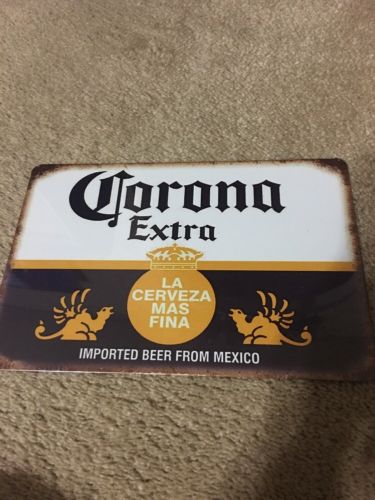 Corona
Extra
LA
CERVEZA
MAS
FINA
IMPORTED BEER FROM MEXICO